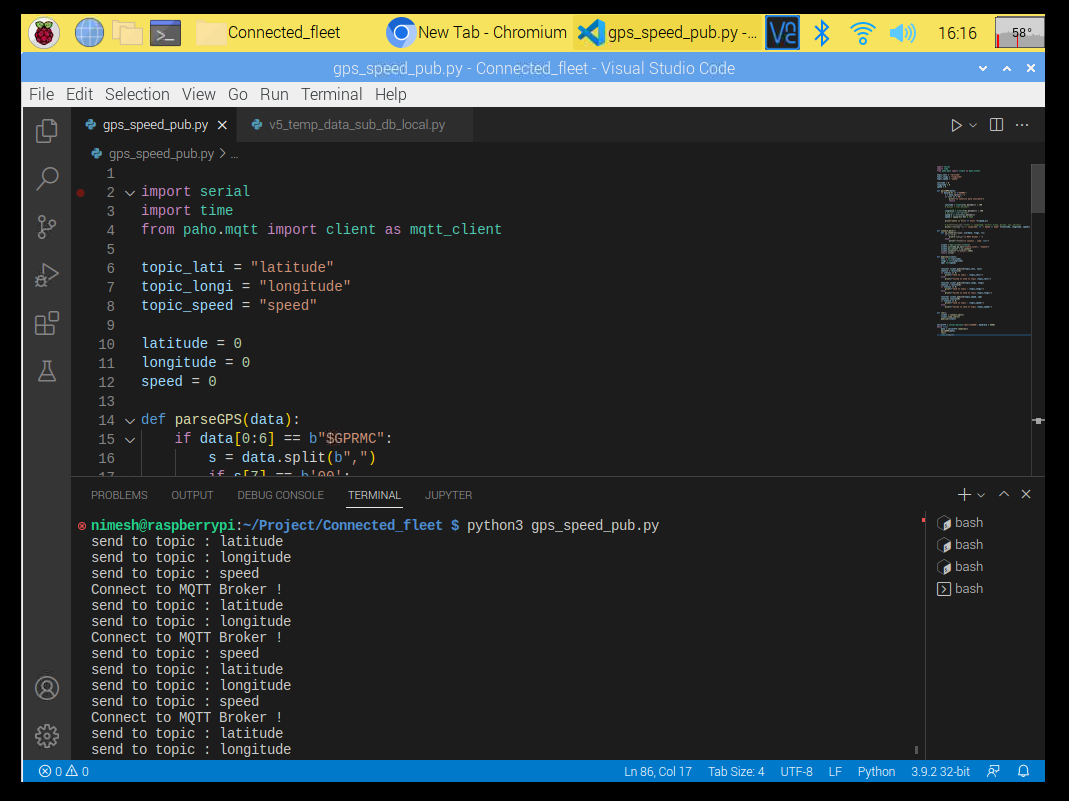 Connected_fleet New Tab - Chromium gps_speed_pub.py -... 16:16 58°
gps_speed_pub.py - Connected_fleet - Visual Studio Code
File Edit Selection View Go Run Terminal Help
gps_speed_pub.py v5_temp_data_sub_db_local.py
gps_speed_pub.py > ...
1
2 import serial
3 import time
4 from paho.mqtt import client as mqtt_client
5
6 topic_lati = "latitude"
7 topic_longi = "longitude"
8 topic_speed = "speed"
9
10 latitude = 0
11 longitude = 0
12 speed = 0
13
14 def parseGPS(data):
15 if data[0:6] == b"$GPRMC":
16 s = data.split(b",")
17 if s[7] == b'00':
PROBLEMS OUTPUT DEBUG CONSOLE TERMINAL JUPYTER
nimesh@raspberrypi:~/Project/Connected_fleet $ python3 gps_speed_pub.py
send to topic : latitude
send to topic : longitude
send to topic : speed
Connect to MQTT Broker !
send to topic : latitude
send to topic : longitude
Connect to MQTT Broker !
send to topic : speed
send to topic : latitude
send to topic : longitude
send to topic : speed
Connect to MQTT Broker !
send to topic : latitude
send to topic : longitude
bash
bash
bash
bash
0 0 Ln 86, Col 17 Tab Size: 4 UTF-8 LF Python 3.9.2 32-bit